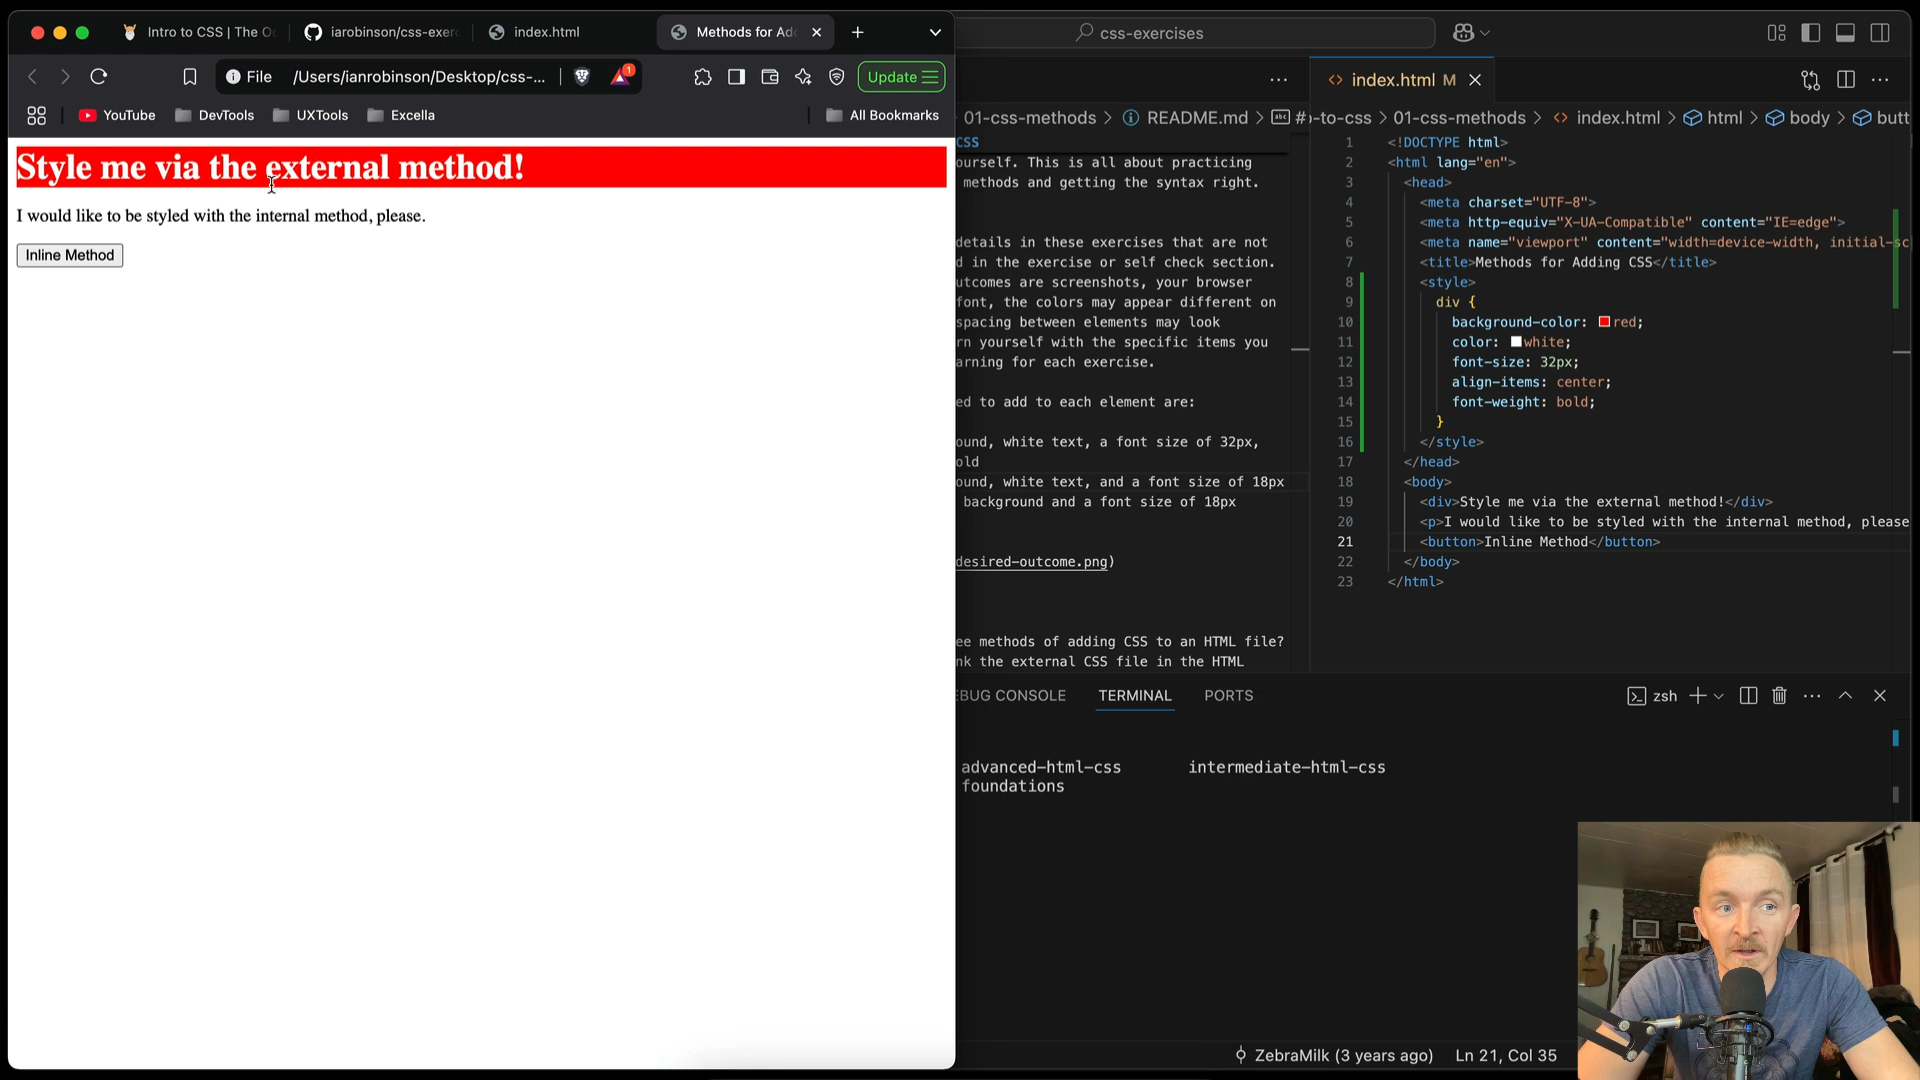 Intro to CSS | The O
iarobinson/css-exer
index.html
Methods for Ad
css-exercises
File
/Users/ianrobinson/Desktop/css-...
1
Update
YouTube
DevTools
UXTools
Excella
All Bookmarks
Style me via the external method!
I would like to be styled with the internal method, please.
Inline Method
01-css-methods > README.md > #
CSS
ourself. This is all about practicing
methods and getting the syntax right.
details in these exercises that are not
d in the exercise or self check section.
utcomes are screenshots, your browser
font, the colors may appear different on
spacing between elements may look
rn yourself with the specific items you
arning for each exercise.
ed to add to each element are:
ound, white text, a font size of 32px,
old
ound, white text, and a font size of 18px
background and a font size of 18px
desired-outcome.png)
ee methods of adding CSS to an HTML file?
nk the external CSS file in the HTML
index.html M
-to-css > 01-css-methods > index.html > html > body > butt
1 <!DOCTYPE html>
2 <html lang="en">
3 <head>
4 <meta charset="UTF-8">
5 <meta http-equiv="X-UA-Compatible" content="IE=edge">
6 <meta name="viewport" content="width=device-width, initial-sc
7 <title>Methods for Adding CSS</title>
8 <style>
9 div {
10 background-color: red;
11 color: white;
12 font-size: 32px;
13 align-items: center;
14 font-weight: bold;
15 }
16 </style>
17 </head>
18 <body>
19 <div>Style me via the external method!</div>
20 <p>I would like to be styled with the internal method, please
21 <button>Inline Method</button>
22 </body>
23 </html>
EBUG CONSOLE
TERMINAL
PORTS
zsh
advanced-html-css intermediate-html-css
foundations
ZebraMilk (3 years ago)
Ln 21, Col 35